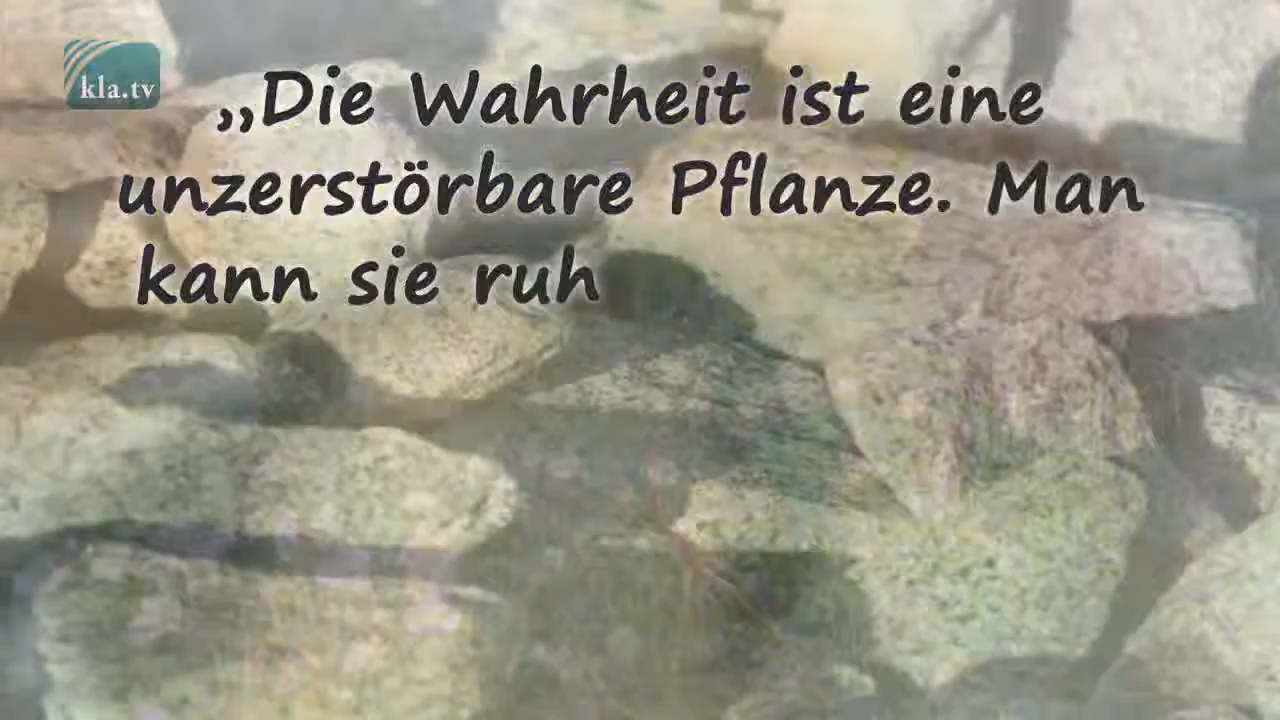 kla.tv
„Die Wahrheit ist eine
unzerstörbare Pflanze. Man
kann sie ruh